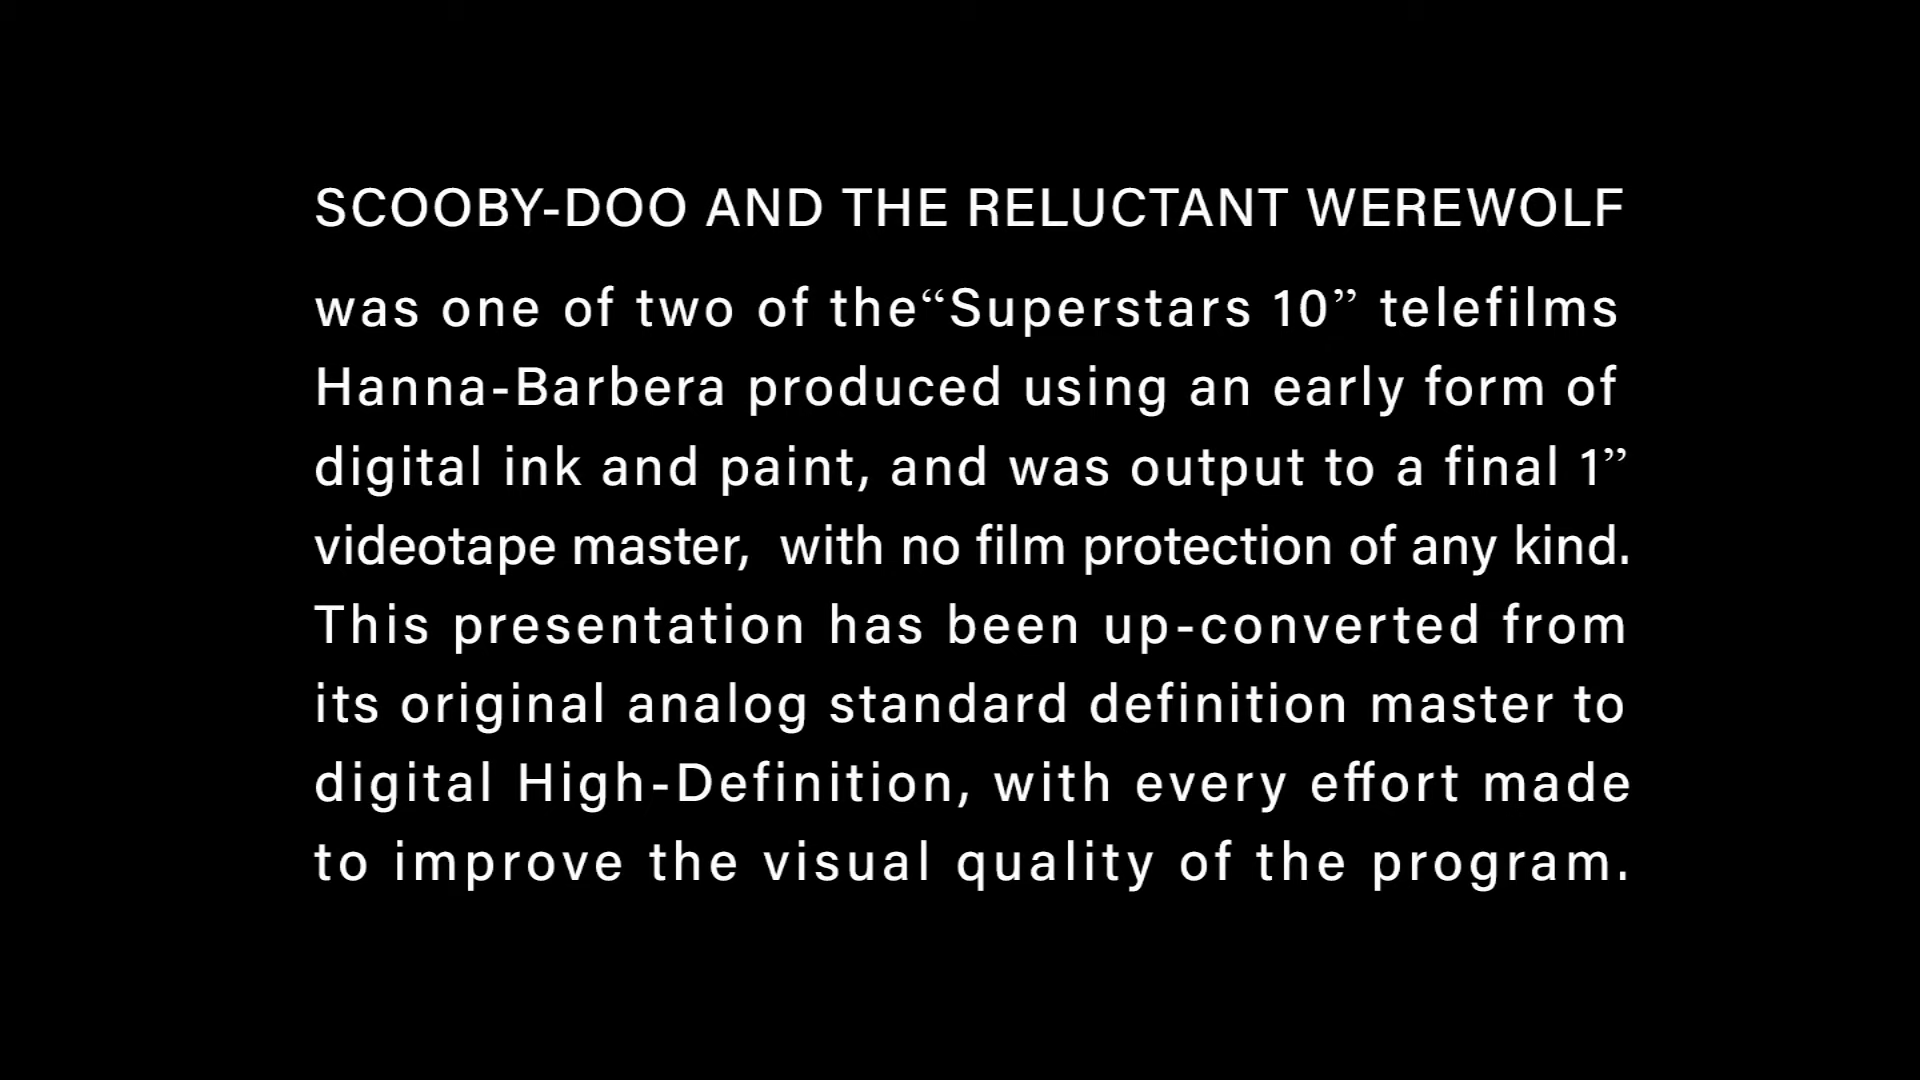 SCOOBY-DOO AND THE RELUCTANT WEREWOLF
was one of two of the“Superstars 10” telefilms
Hanna-Barbera produced using an early form of
digital ink and paint, and was output to a final 1”
videotape master,  with no film protection of any kind.
This presentation has been up-converted from
its original analog standard definition master to
digital High-Definition, with every effort made
to improve the visual quality of the program.